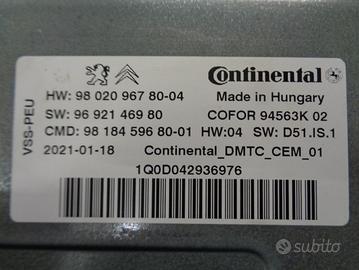 Continental
HW: 98 020 967 80-04 Made in Hungary
SW: 96 921 469 80 COFOR 94563K 02
CMD: 98 184 596 80-01 HW:04 SW: D51.IS.1
2021-01-18 Continental_DMTC_CEM_01
1Q0D042936976
VSS-PEU
subito